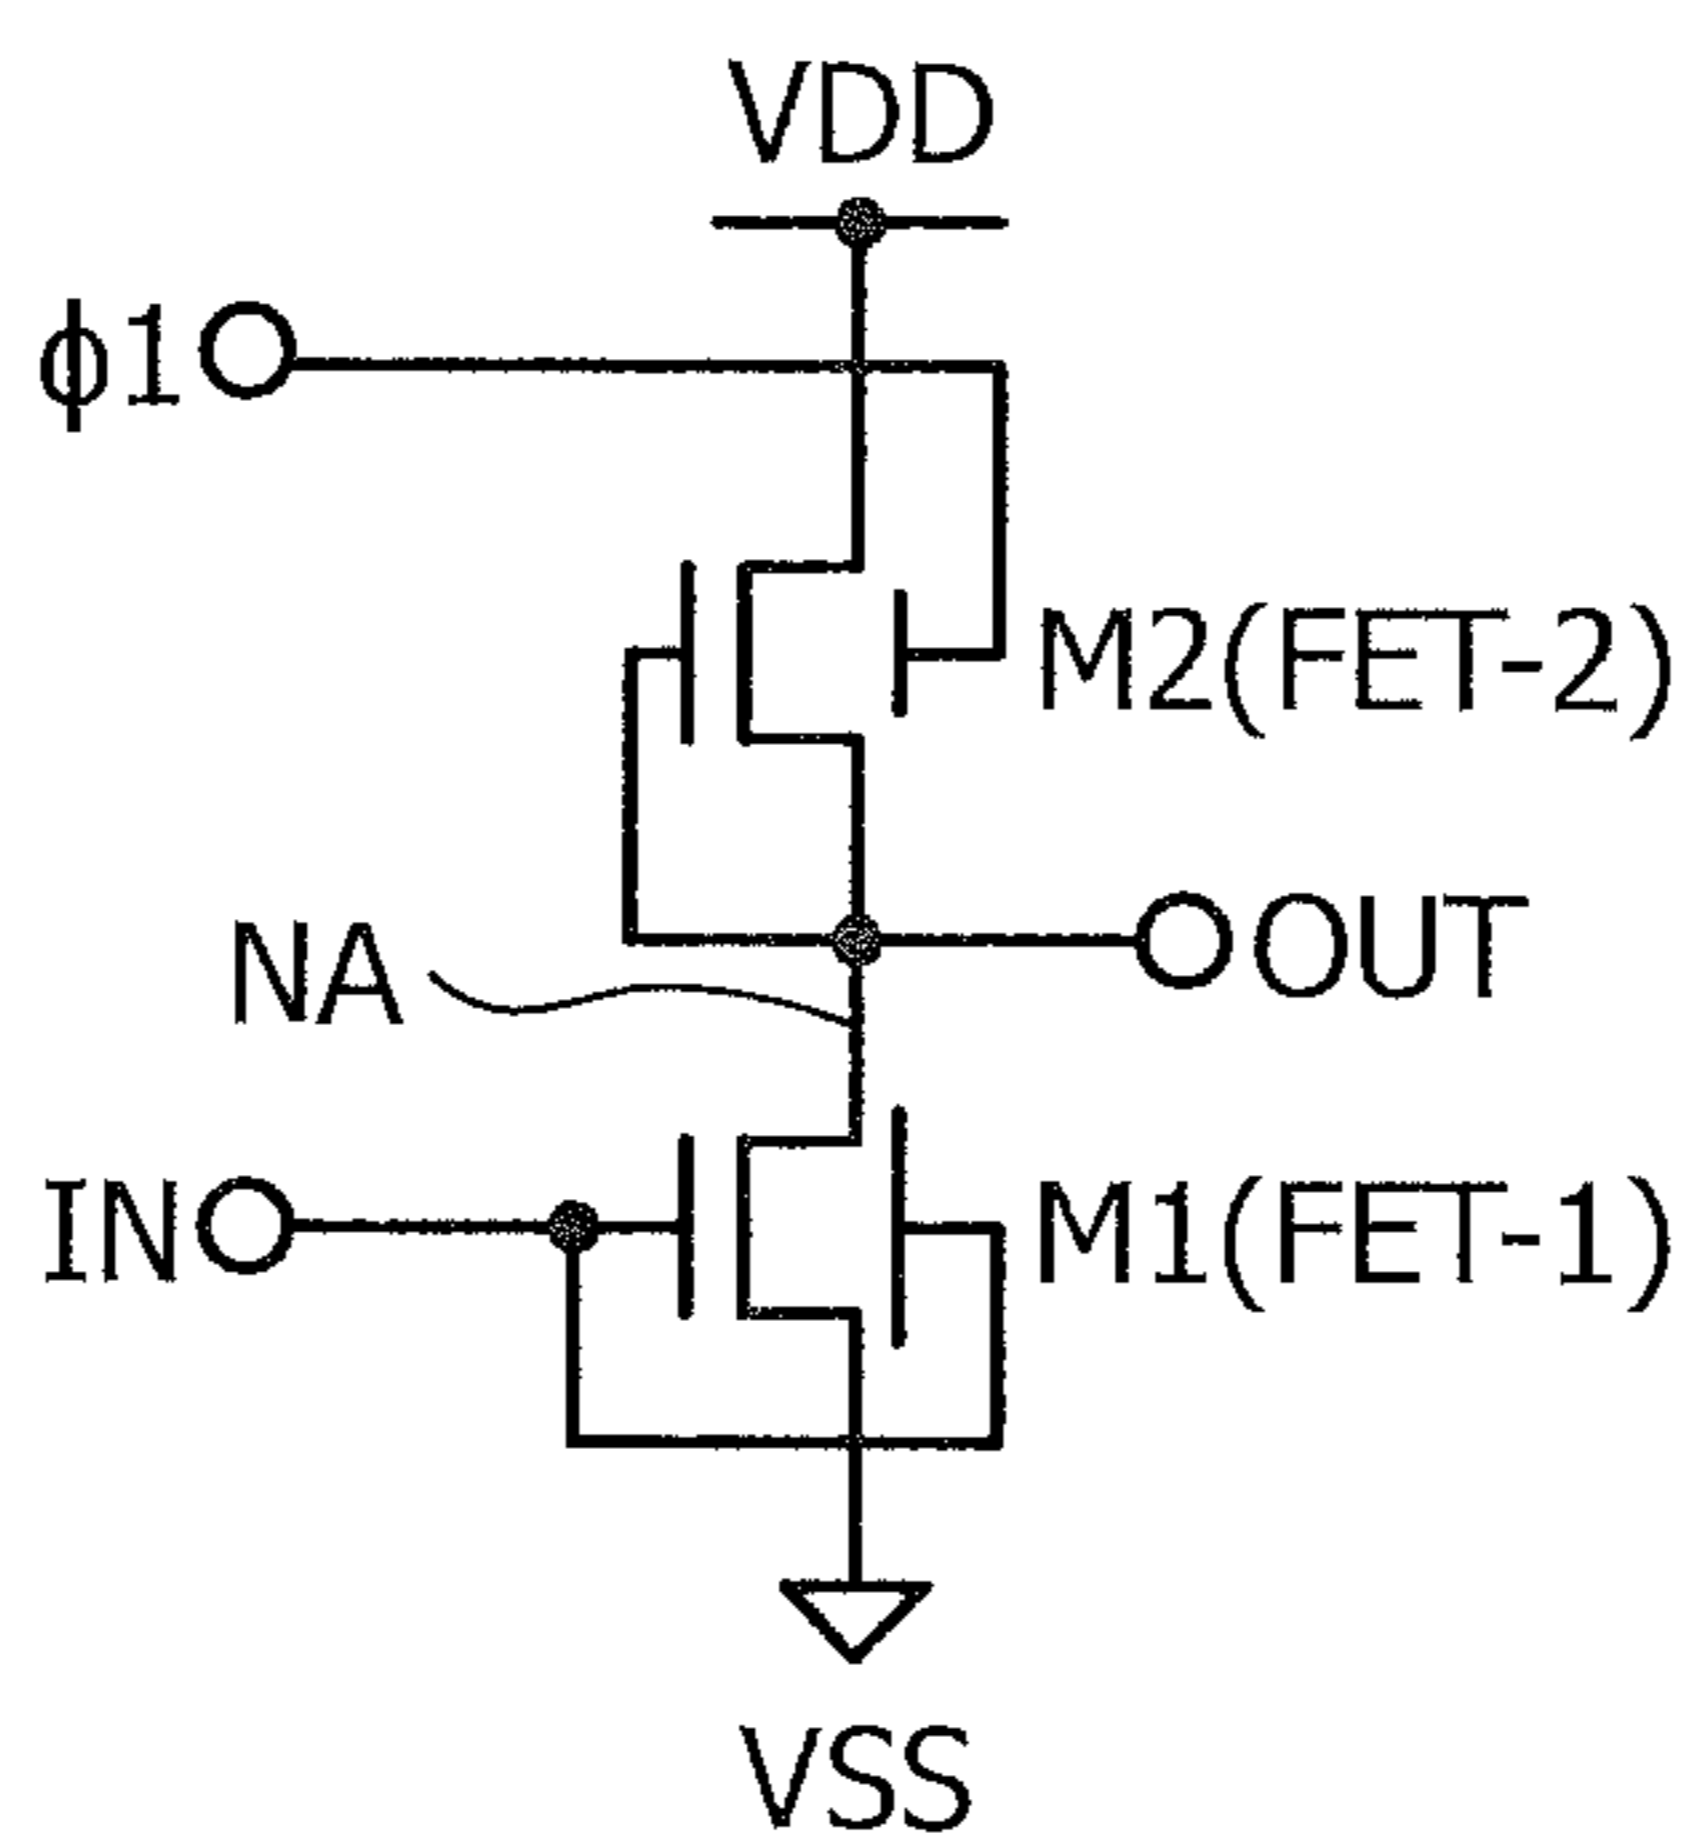 VDD
ϕ1
M2(FET-2)
OUT
NA
IN
M1(FET-1)
VSS